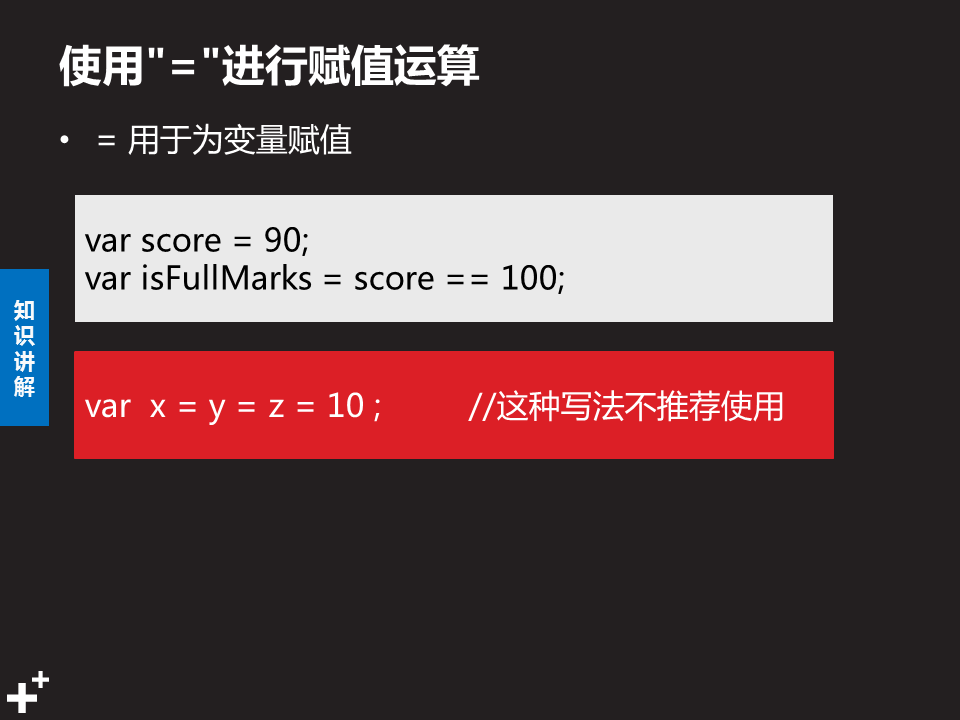 使用"="进行赋值运算
• = 用于为变量赋值
var score = 90;
var isFullMarks = score == 100;
知识讲解
var x = y = z = 10 ; //这种写法不推荐使用